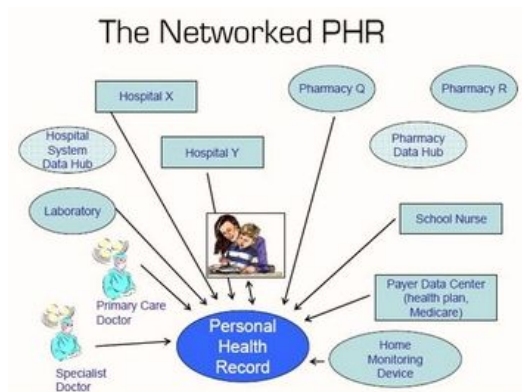 The Networked PHR
Hospital X
Pharmacy Q
Pharmacy R
Hospital
System
Data Hub
Hospital Y
Pharmacy
Data Hub
Laboratory
School Nurse
Primary Care
Doctor
Payer Data Center
(health plan,
Medicare)
Personal
Health
Record
Home
Monitoring
Device
Specialist
Doctor